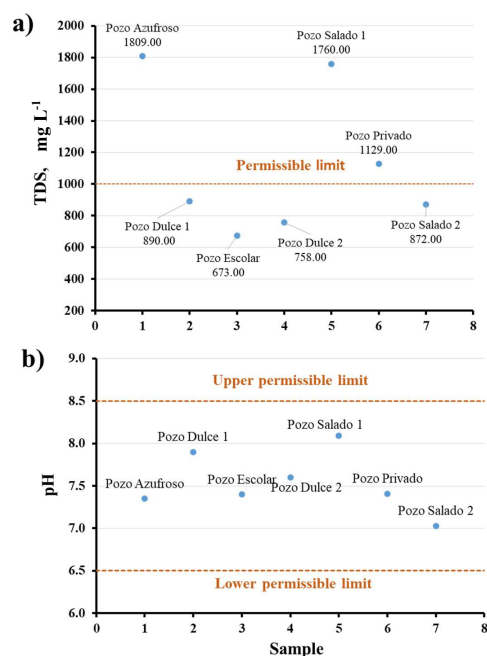 a)
2000
1800
1600
1400
1200
1000
800
600
400
200
TDS, mg L-1
Pozo Azufroso
1809.00
Pozo Salado 1
1760.00
Pozo Privado
1129.00
Permissible limit
Pozo Dulce 1
890.00
Pozo Escolar
673.00
Pozo Dulce 2
758.00
Pozo Salado 2
872.00
0 1 2 3 4 5 6 7 8
b)
9.0
8.5
8.0
7.5
7.0
6.5
6.0
pH
Upper permissible limit
Pozo Salado 1
Pozo Dulce 1
Pozo Azufroso
Pozo Escolar
Pozo Dulce 2
Pozo Privado
Pozo Salado 2
Lower permissible limit
0 1 2 3 4 5 6 7 8
Sample